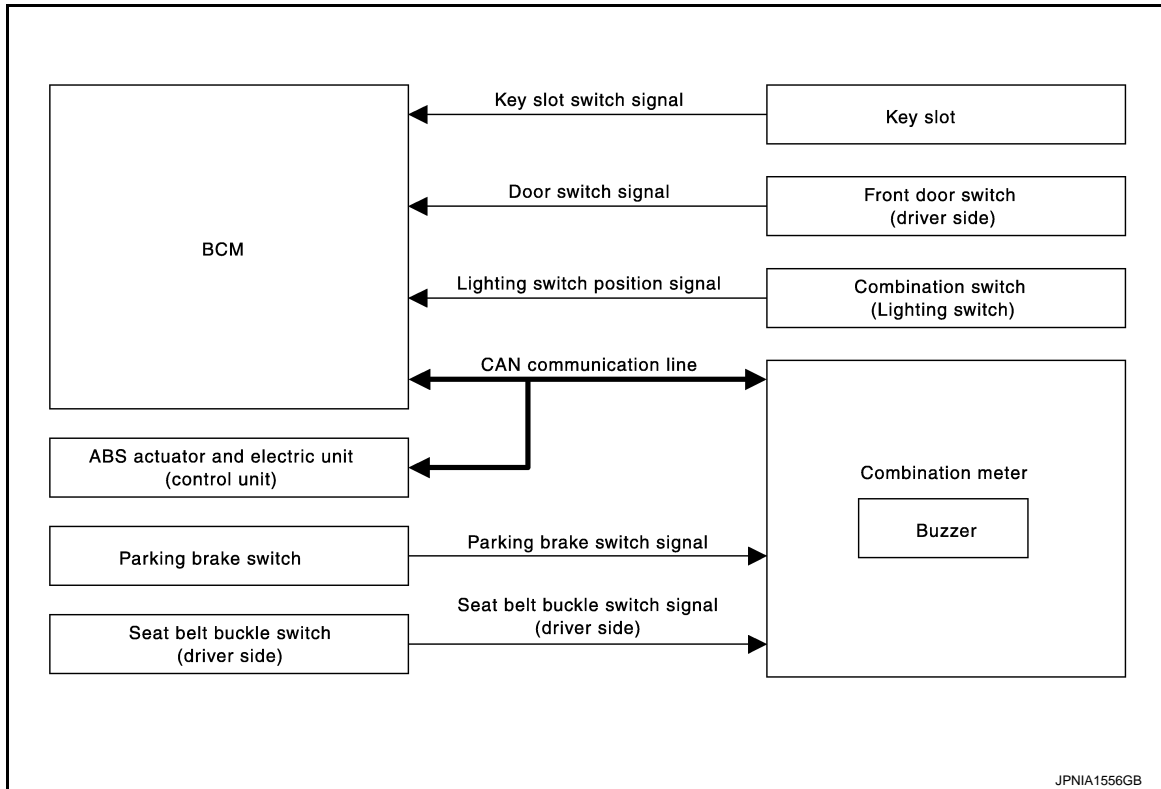 Key slot switch signal
Key slot
Door switch signal
Front door switch
(driver side)
BCM
Lighting switch position signal
Combination switch
(Lighting switch)
CAN communication line
ABS actuator and electric unit
(control unit)
Combination meter
Buzzer
Parking brake switch
Parking brake switch signal
Seat belt buckle switch signal
(driver side)
Seat belt buckle switch
(driver side)
JPNIA1556GB